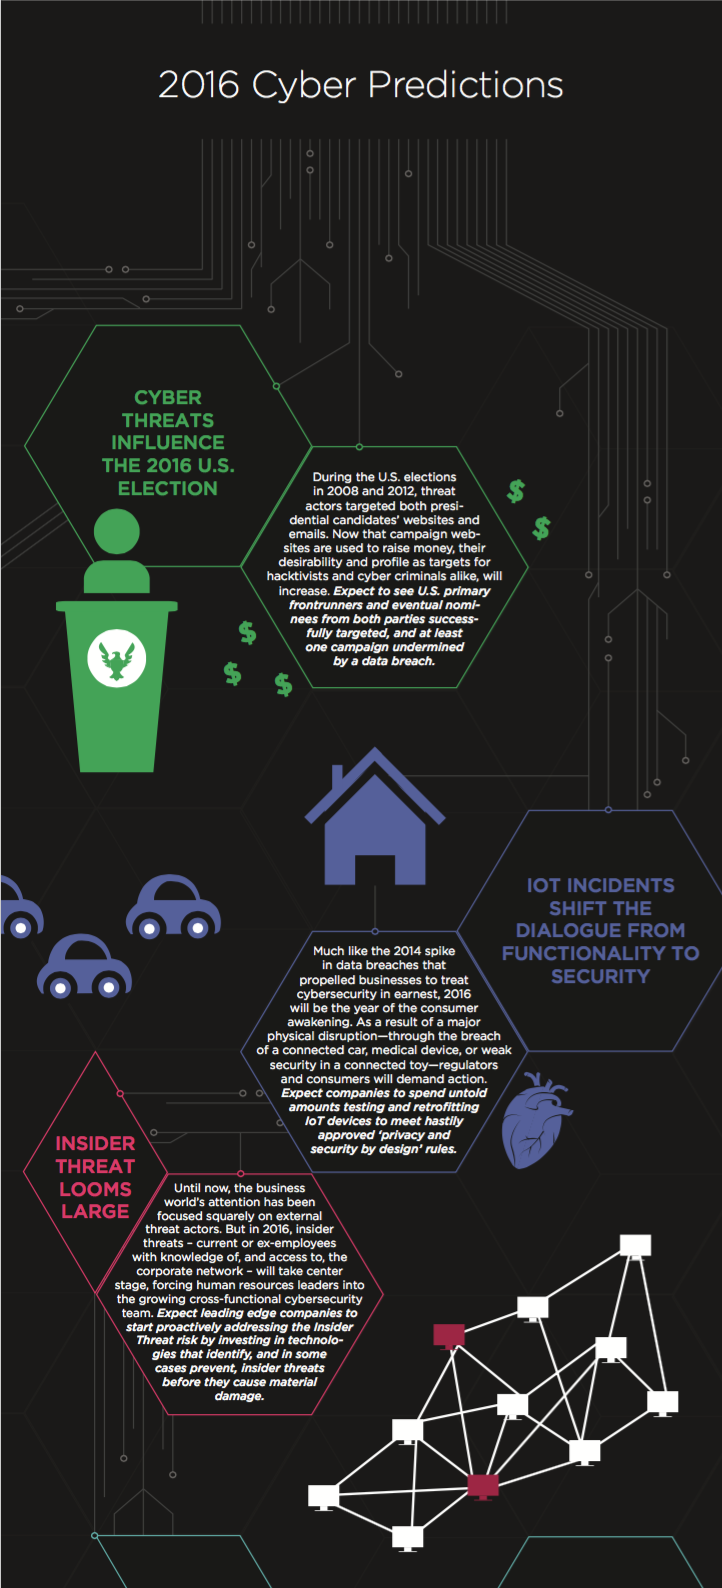 2016 Cyber Predictions
CYBER
THREATS
INFLUENCE
THE 2016 U.S.
ELECTION
During the U.S. elections
in 2008 and 2012, threat
actors targeted both presi-
dential candidates’ websites and
emails. Now that campaign web-
sites are used to raise money, their
desirability and profile as targets for
hacktivists and cyber criminals alike, will
increase. Expect to see U.S. primary
frontrunners and eventual nomi-
nees from both parties success-
fully targeted, and at least
one campaign undermined
by a data breach.
$
$
$
$
$
IOT INCIDENTS
SHIFT THE
DIALOGUE FROM
FUNCTIONALITY TO
SECURITY
Much like the 2014 spike
in data breaches that
propelled businesses to treat
cybersecurity in earnest, 2016
will be the year of the consumer
awakening. As a result of a major
physical disruption—through the breach
of a connected car, medical device, or weak
security in a connected toy—regulators
and consumers will demand action.
Expect companies to spend untold
amounts testing and retrofitting
IoT devices to meet hastily
approved ‘privacy and
security by design’ rules.
INSIDER
THREAT
LOOMS
LARGE
Until now, the business
world’s attention has been
focused squarely on external
threat actors. But in 2016, insider
threats – current or ex-employees
with knowledge of, and access to, the
corporate network – will take center
stage, forcing human resources leaders into
the growing cross-functional cybersecurity
team. Expect leading edge companies to
start proactively addressing the Insider
Threat risk by investing in technolo-
gies that identify, and in some
cases prevent, insider threats
before they cause material
damage.